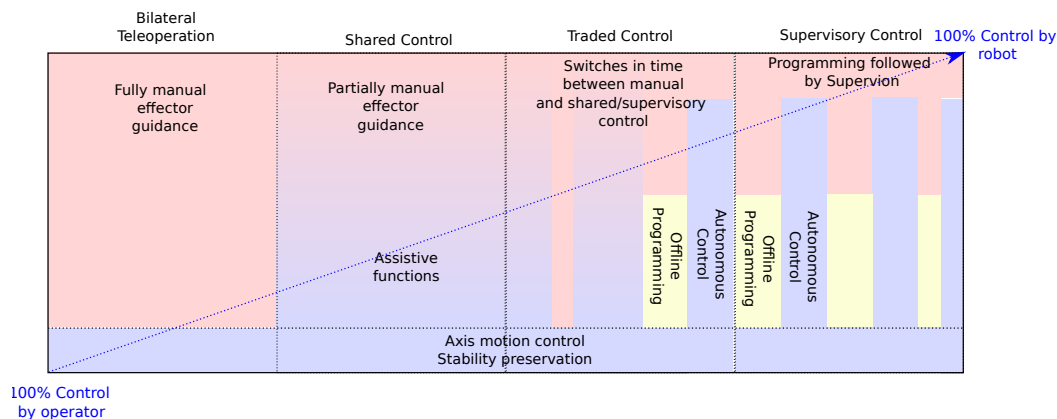 Bilateral
Teleoperation
Shared Control
Traded Control
Supervisory Control
100% Control by
robot
Fully manual
effector
guidance
Partially manual
effector
guidance
Switches in time
between manual
and shared/supervisory
control
Programming followed
by Supervion
Assistive
functions
Offline
Programming
Autonomous
Control
Offline
Programming
Autonomous
Control
Axis motion control
Stability preservation
100% Control
by operator